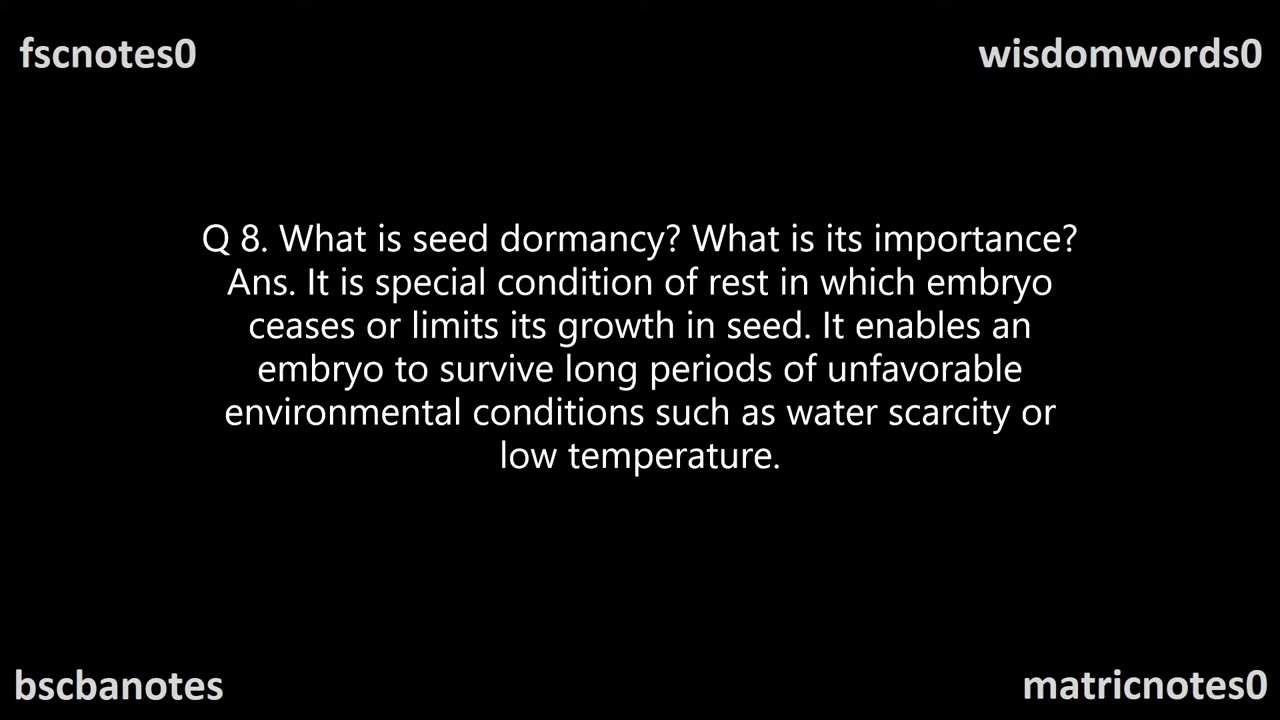 fscnotes0
wisdomwords0
Q 8. What is seed dormancy? What is its importance?
Ans. It is special condition of rest in which embryo
ceases or limits its growth in seed. It enables an
embryo to survive long periods of unfavorable
environmental conditions such as water scarcity or
low temperature.
bscbanotes
matricnotes0